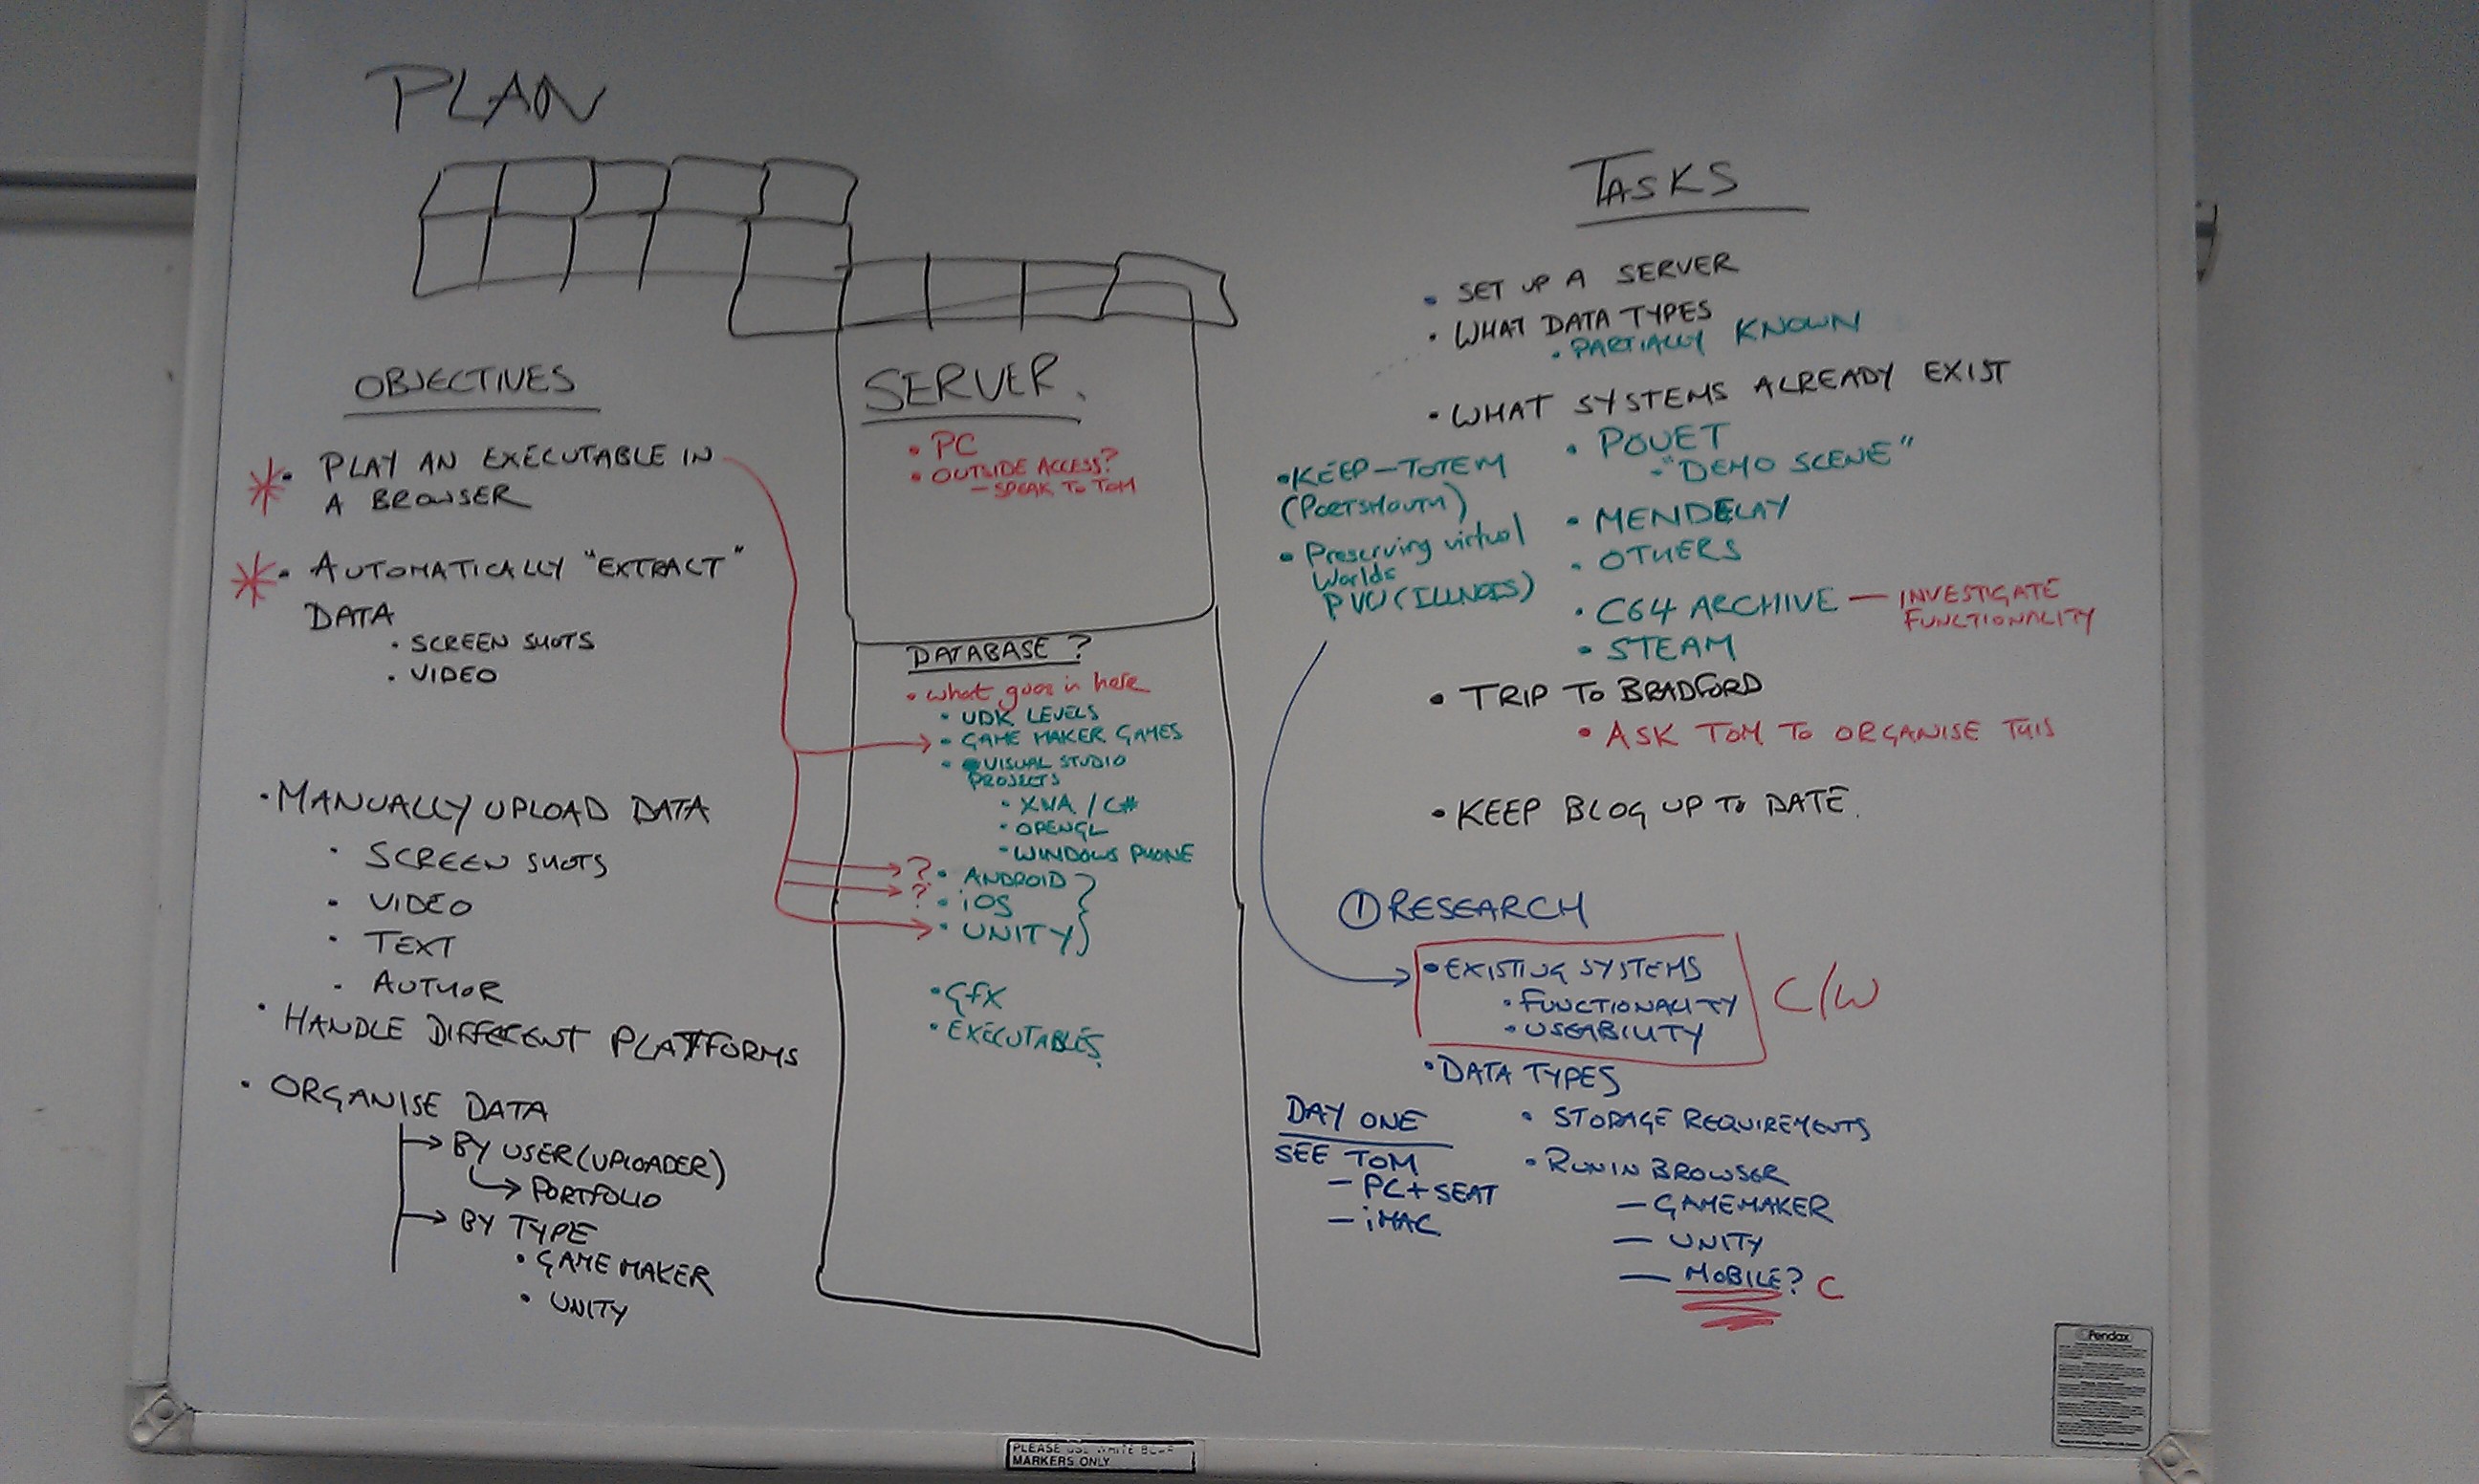 PLAN
OBJECTIVES
• PLAY AN EXECUTABLE IN
A BROWSER
• AUTOMATICALLY "EXTRACT"
DATA
• SCREEN SHOTS
• VIDEO
• MANUALLY UPLOAD DATA
• SCREEN SHOTS
• VIDEO
• TEXT
• AUTHOR
• HANDLE DIFFERENT PLATFORMS
• ORGANISE DATA
→ BY USER (UPLOADER)
→ PORTFOLIO
→ BY TYPE
• GAME MAKER
• UNITY
SERVER.
• PC
• OUTSIDE ACCESS?
- SPEAK TO TOM
DATABASE ?
• what goes in here
• UDK LEVELS
• GAME MAKER GAMES
• VISUAL STUDIO
PROJECTS
• XNA / C#
• OPENGL
• WINDOWS PHONE
? • ANDROID
? • iOS
• UNITY
• GFX
• EXECUTABLES
TASKS
• SET UP A SERVER
• WHAT DATA TYPES
• PARTIALLY KNOWN
• WHAT SYSTEMS ALREADY EXIST
• POUET
- "DEMO SCENE"
• MENDELAY
• OTHERS
• C64 ARCHIVE — INVESTIGATE
FUNCTIONALITY
• STEAM
• KEEP - TOTEM
(PORTSMOUTH)
• Preserving virtual
Worlds
PVW (ILLINOIS)
• TRIP TO BRADFORD
• ASK TOM TO ORGANISE THIS
• KEEP BLOG UP TO DATE.
① RESEARCH
• EXISTING SYSTEMS
• FUNCTIONALITY
• USEABILITY
C/W
• DATA TYPES
• STORAGE REQUIREMENTS
• RUN IN BROWSER
— GAMEMAKER
— UNITY
— MOBILE? C
DAY ONE
SEE TOM
- PC + SEAT
- iMAC
Pendax
PLEASE USE WHITE
MARKERS ONLY